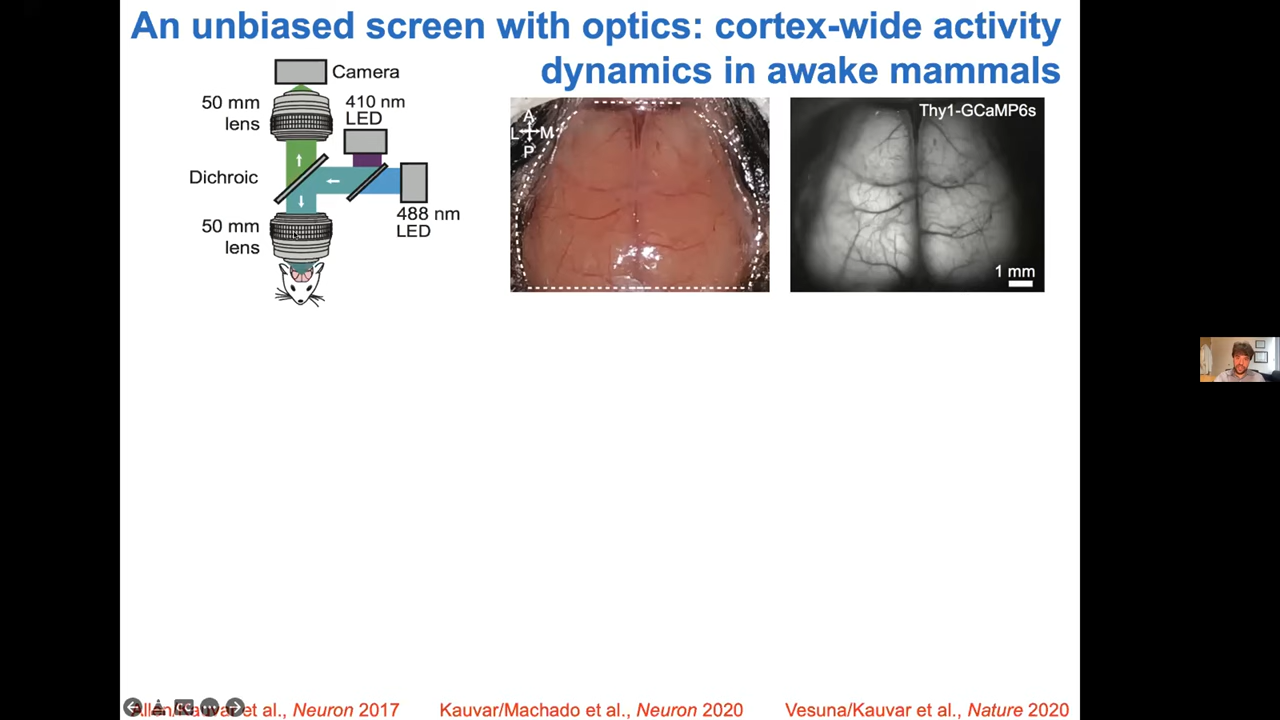 An unbiased screen with optics: cortex-wide activity
dynamics in awake mammals
Camera
50 mm
lens
410 nm
LED
Dichroic
488 nm
LED
50 mm
lens
A
L M
P
Thy1-GCaMP6s
1 mm
Allen/Kauvar et al., Neuron 2017
Kauvar/Machado et al., Neuron 2020
Vesuna/Kauvar et al., Nature 2020